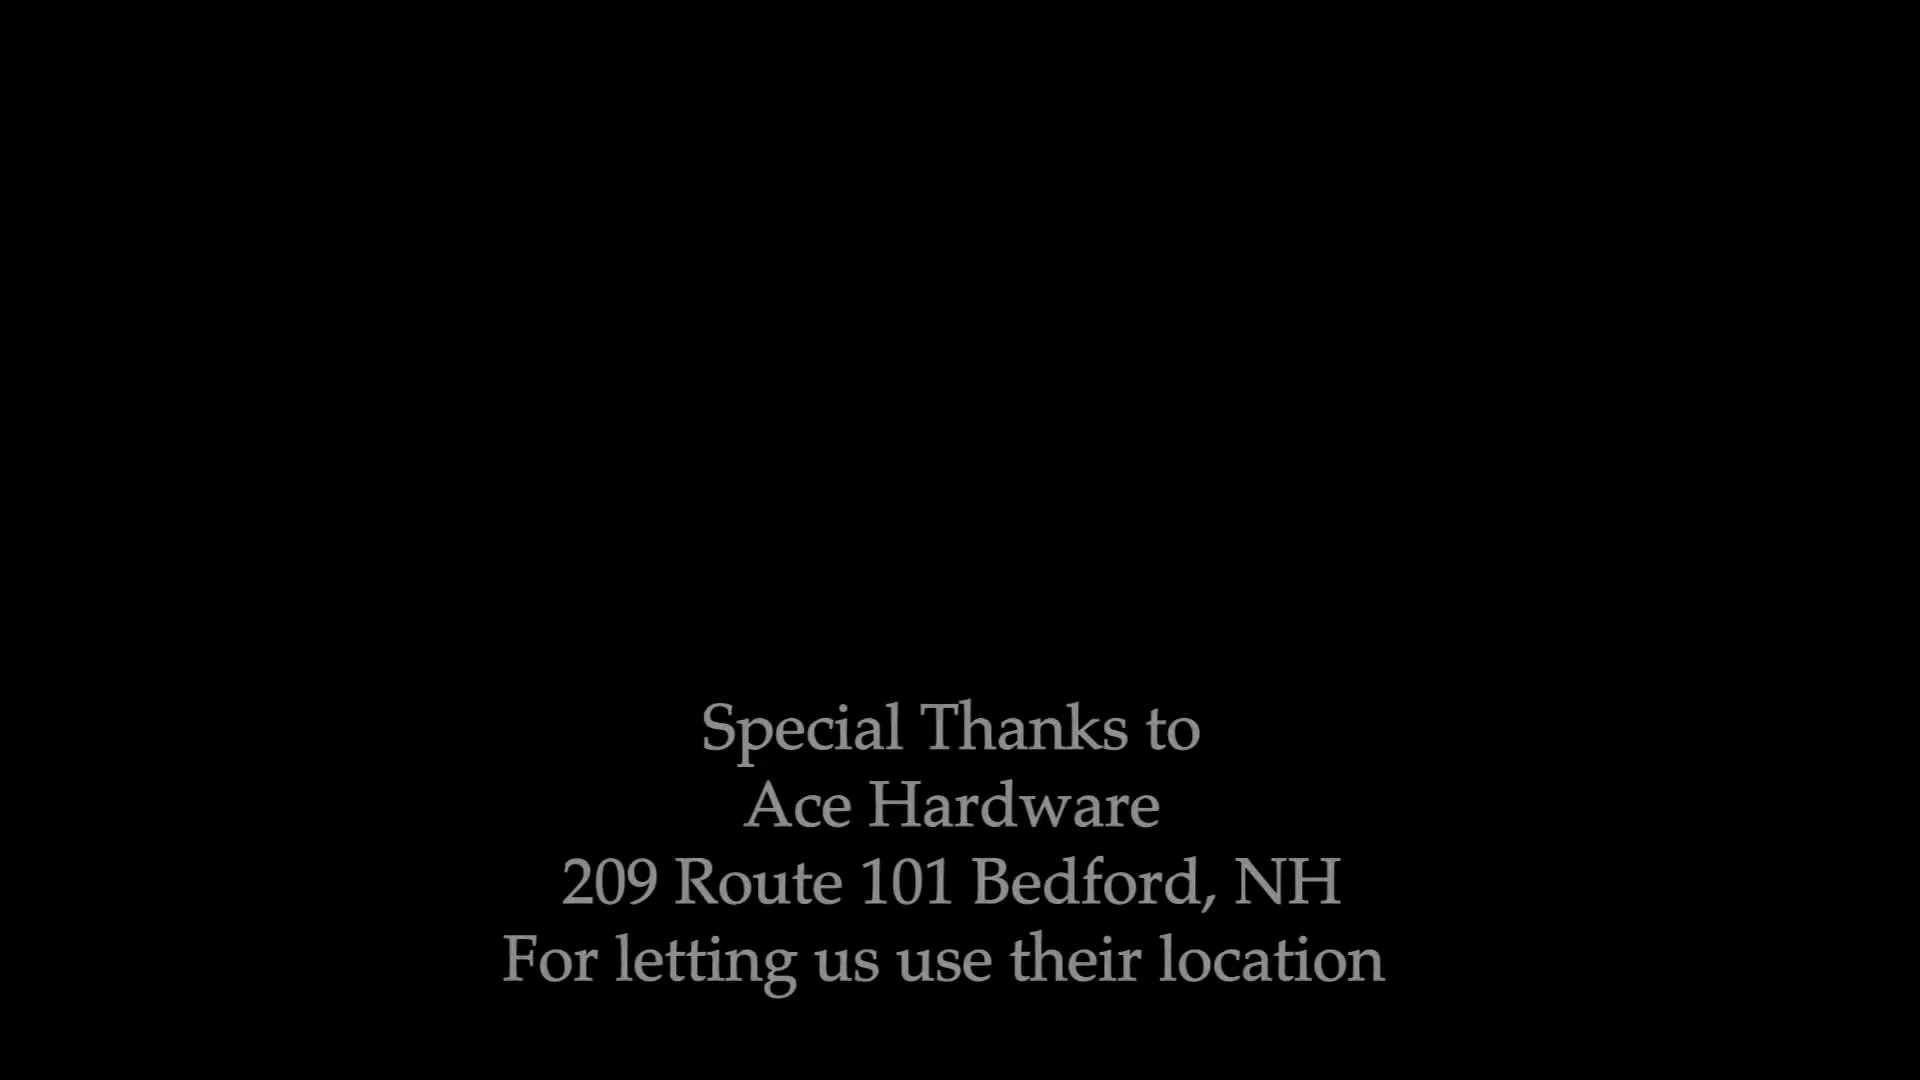 Special Thanks to
Ace Hardware
209 Route 101 Bedford, NH
For letting us use their location